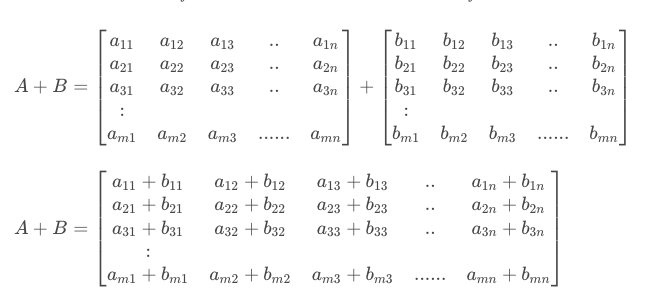 A + B = [ a₁₁ a₁₂ a₁₃ .. a₁ₙ ] + [ b₁₁ b₁₂ b₁₃ .. b₁ₙ ]
a₂₁ a₂₂ a₂₃ .. a₂ₙ b₂₁ b₂₂ b₂₃ .. b₂ₙ
a₃₁ a₃₂ a₃₃ .. a₃ₙ b₃₁ b₃₂ b₃₃ .. b₃ₙ
: :
aₘ₁ aₘ₂ aₘ₃ ...... aₘₙ bₘ₁ bₘ₂ bₘ₃ ...... bₘₙ
A + B = [ a₁₁ + b₁₁ a₁₂ + b₁₂ a₁₃ + b₁₃ .. a₁ₙ + b₁ₙ ]
a₂₁ + b₂₁ a₂₂ + b₂₂ a₂₃ + b₂₃ .. a₂ₙ + b₂ₙ
a₃₁ + b₃₁ a₃₂ + b₃₂ a₃₃ + b₃₃ .. a₃ₙ + b₃ₙ
:
aₘ₁ + bₘ₁ aₘ₂ + bₘ₂ aₘ₃ + bₘ₃ ...... aₘₙ + bₘₙ